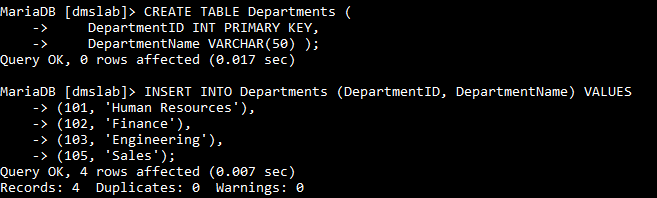 MariaDB [dmslab]> CREATE TABLE Departments (
    ->     DepartmentID INT PRIMARY KEY,
    ->     DepartmentName VARCHAR(50) );
Query OK, 0 rows affected (0.017 sec)

MariaDB [dmslab]> INSERT INTO Departments (DepartmentID, DepartmentName) VALUES
    -> (101, 'Human Resources'),
    -> (102, 'Finance'),
    -> (103, 'Engineering'),
    -> (105, 'Sales');
Query OK, 4 rows affected (0.007 sec)
Records: 4  Duplicates: 0  Warnings: 0